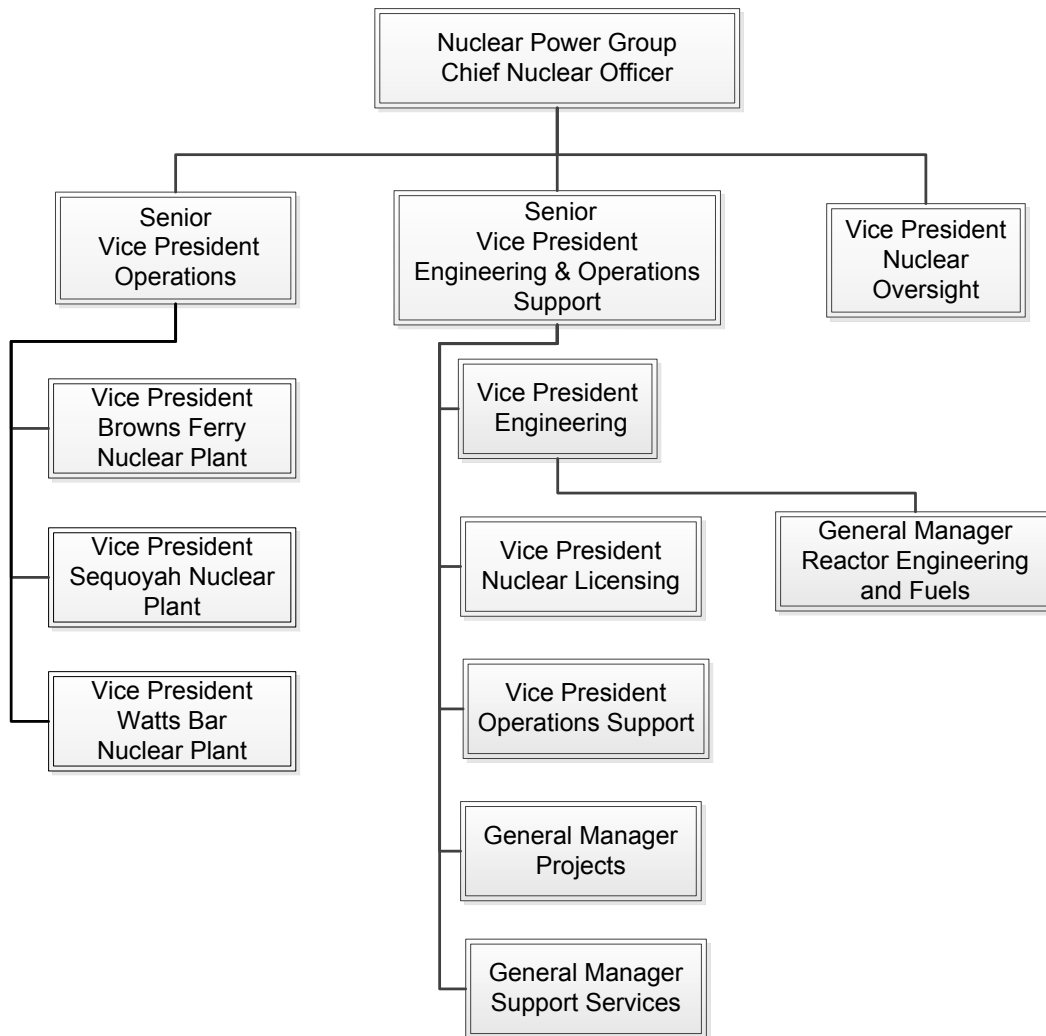 Nuclear Power Group
Chief Nuclear Officer
Senior
Vice President
Operations
Senior
Vice President
Engineering & Operations
Support
Vice President
Nuclear
Oversight
Vice President
Browns Ferry
Nuclear Plant
Vice President
Sequoyah Nuclear
Plant
Vice President
Watts Bar
Nuclear Plant
Vice President
Engineering
General Manager
Reactor Engineering
and Fuels
Vice President
Nuclear Licensing
Vice President
Operations Support
General Manager
Projects
General Manager
Support Services